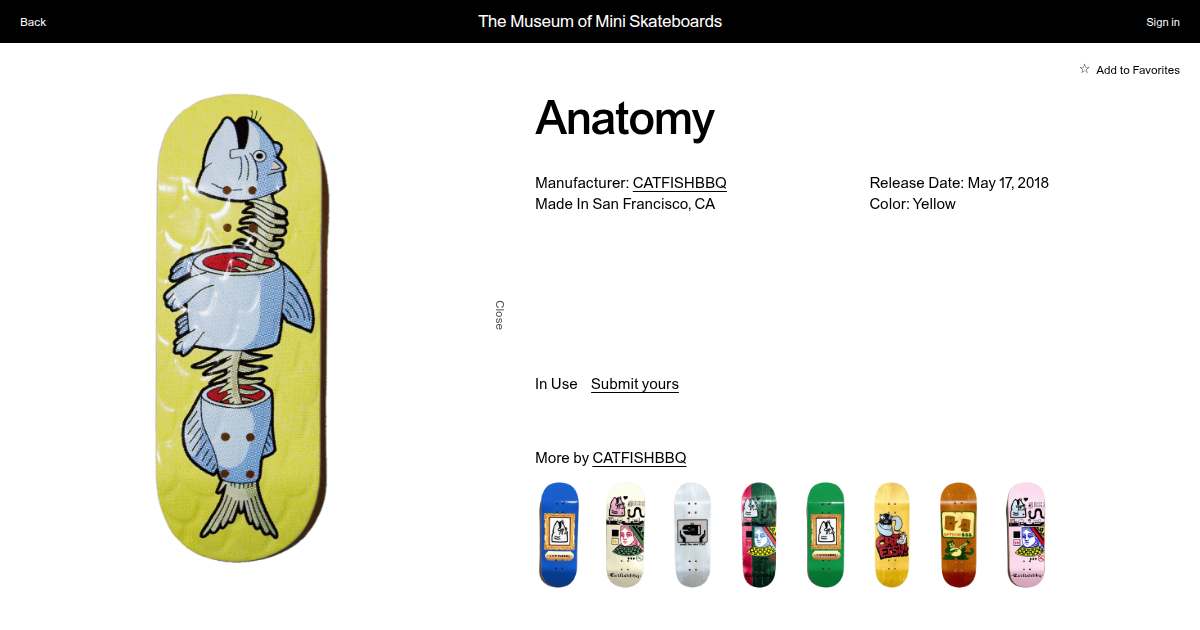 Back
The Museum of Mini Skateboards
Sign in
☆ Add to Favorites
Anatomy
Manufacturer: CATFISHBBQ
Made In San Francisco, CA
Release Date: May 17, 2018
Color: Yellow
Close
In Use Submit yours
More by CATFISHBBQ